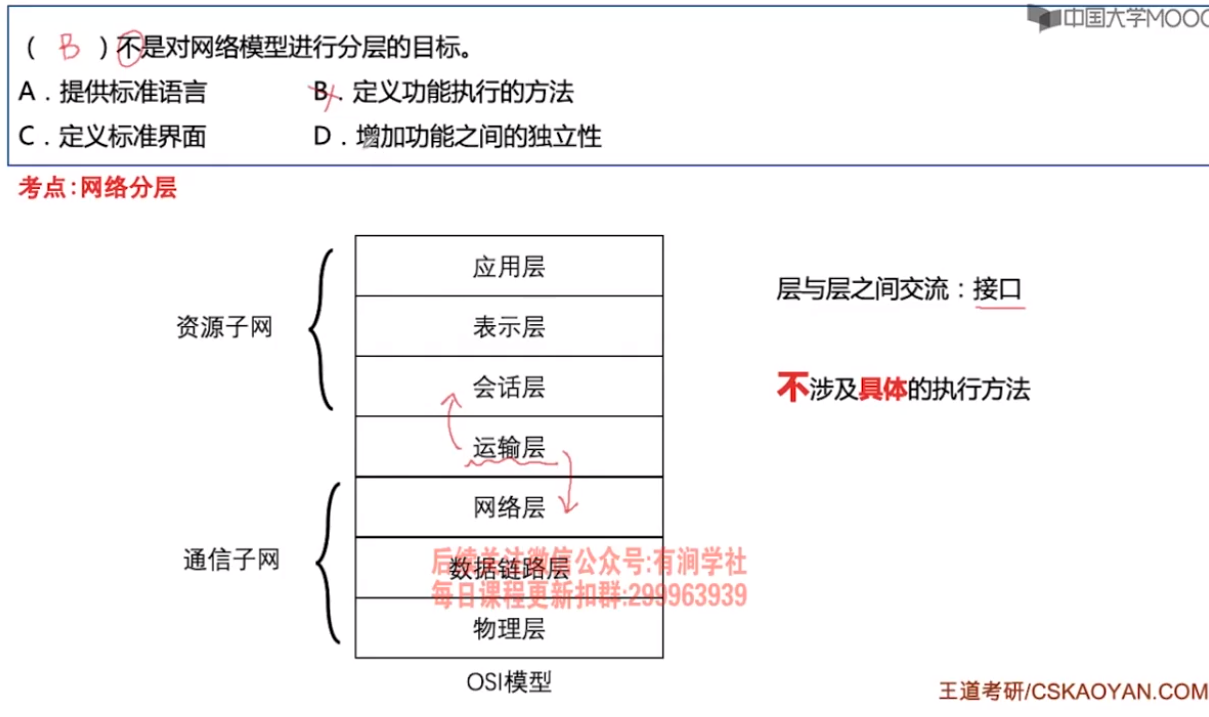 中国大学MOOC
( B )不是对网络模型进行分层的目标。
A．提供标准语言 B．定义功能执行的方法
C．定义标准界面 D．增加功能之间的独立性
考点:网络分层
应用层
层与层之间交流：接口
资源子网 表示层
会话层
不涉及具体的执行方法
运输层
网络层
通信子网
后续关注微信公众号:有涧学社
数据链路层
每日课程更新扣群:299963939
物理层
OSI模型
王道考研/CSKAOYAN.COM